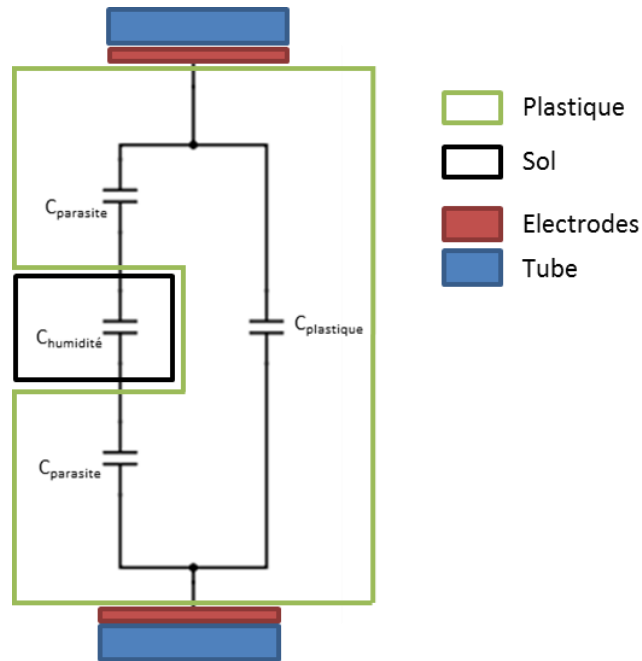 Plastique
Sol
Electrodes
Tube
Cparasite
Chumidité
Cplastique
Cparasite